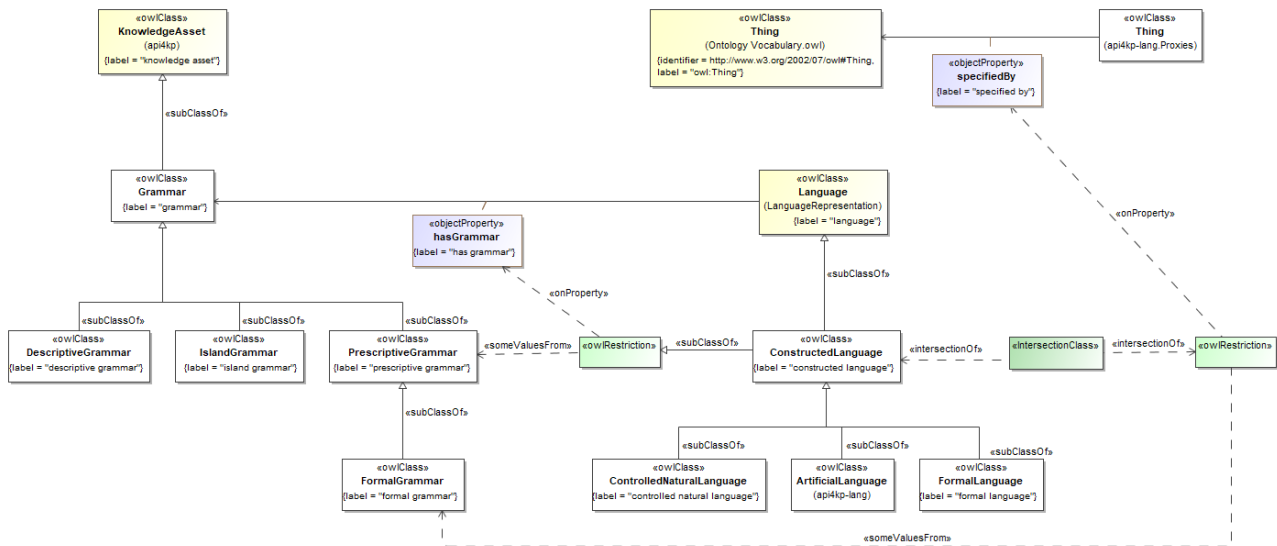 «owlClass»
KnowledgeAsset
(api4kp)
{label = "knowledge asset"}
«owlClass»
Thing
(Ontology Vocabulary.owl)
{identifier = http://www.w3.org/2002/07/owl#Thing,
label = "owl:Thing"}
«owlClass»
Thing
(api4kp-lang.Proxies)
«objectProperty»
specifiedBy
{label = "specified by"}
«subClassOf»
«owlClass»
Grammar
{label = "grammar"}
«owlClass»
Language
(LanguageRepresentation)
{label = "language"}
«objectProperty»
hasGrammar
{label = "has grammar"}
«onProperty»
«subClassOf»
«onProperty»
«subClassOf»
«subClassOf»
«subClassOf»
«owlClass»
DescriptiveGrammar
{label = "descriptive grammar"}
«owlClass»
IslandGrammar
{label = "island grammar"}
«owlClass»
PrescriptiveGrammar
{label = "prescriptive grammar"}
«someValuesFrom»
«owlRestriction»
«subClassOf»
«owlClass»
ConstructedLanguage
{label = "constructed language"}
«intersectionOf»
«IntersectionClass»
«intersectionOf»
«owlRestriction»
«subClassOf»
«subClassOf»
«subClassOf»
«subClassOf»
«owlClass»
FormalGrammar
{label = "formal grammar"}
«owlClass»
ControlledNaturalLanguage
{label = "controlled natural language"}
«owlClass»
ArtificialLanguage
(api4kp-lang)
«owlClass»
FormalLanguage
{label = "formal language"}
«someValuesFrom»